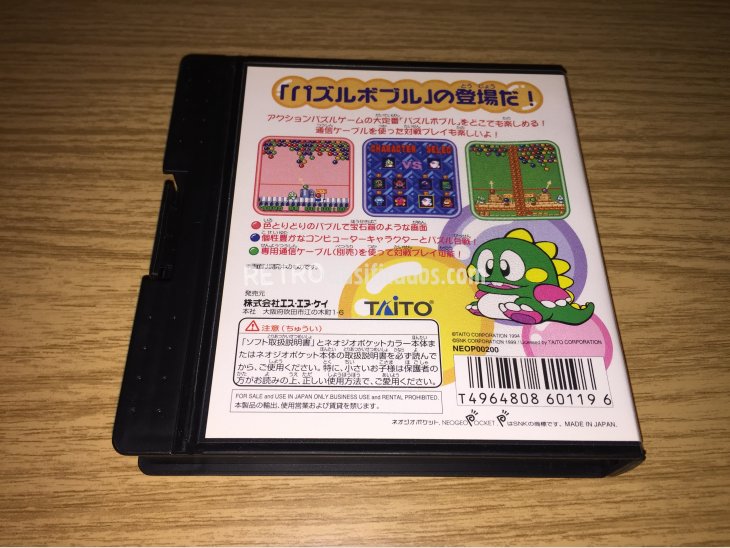 とうじょう
「パズルボブル」の登場だ!
アクションパズルゲームの大定番「パズルボブル」をどこでも楽しめる!
通信ケーブルを使った対戦プレイも楽しいよ!
CHARACTER SELEC
VS
色とりどりのバブルで宝石箱のような画面
個性豊かなコンピューターキャラクターとパズル合戦!
専用通信ケーブル(別売)を使って対戦プレイ可能!
RETRO clasificados.com
発売元
株式会社エス・エヌ・ケイ
本社 大阪府吹田市江の木町1-6
TAITO
注意(ちゅうい)
「ソフト取扱説明書」とネオジオポケットカラー本体ま
たはネオジオポケット本体の取扱説明書を必ず読んで
から、ご使用ください。特に、小さいお子様は保護者の
方がお読みの上、正しい使用方法で、ご愛用ください。
FOR SALE and USE IN JAPAN ONLY BUSINESS USE and RENTAL PROHIBITED.
本製品の輸出、使用営業および賃貸を禁じます。
©TAITO CORPORATION 1994
©SNK CORPORATION 1999 / Licensed by TAITO CORPORATION
NEOP00200
T4964808601196
ネオジオポケット、NEOGEO POCKET はSNKの商標です。MADE IN JAPAN.